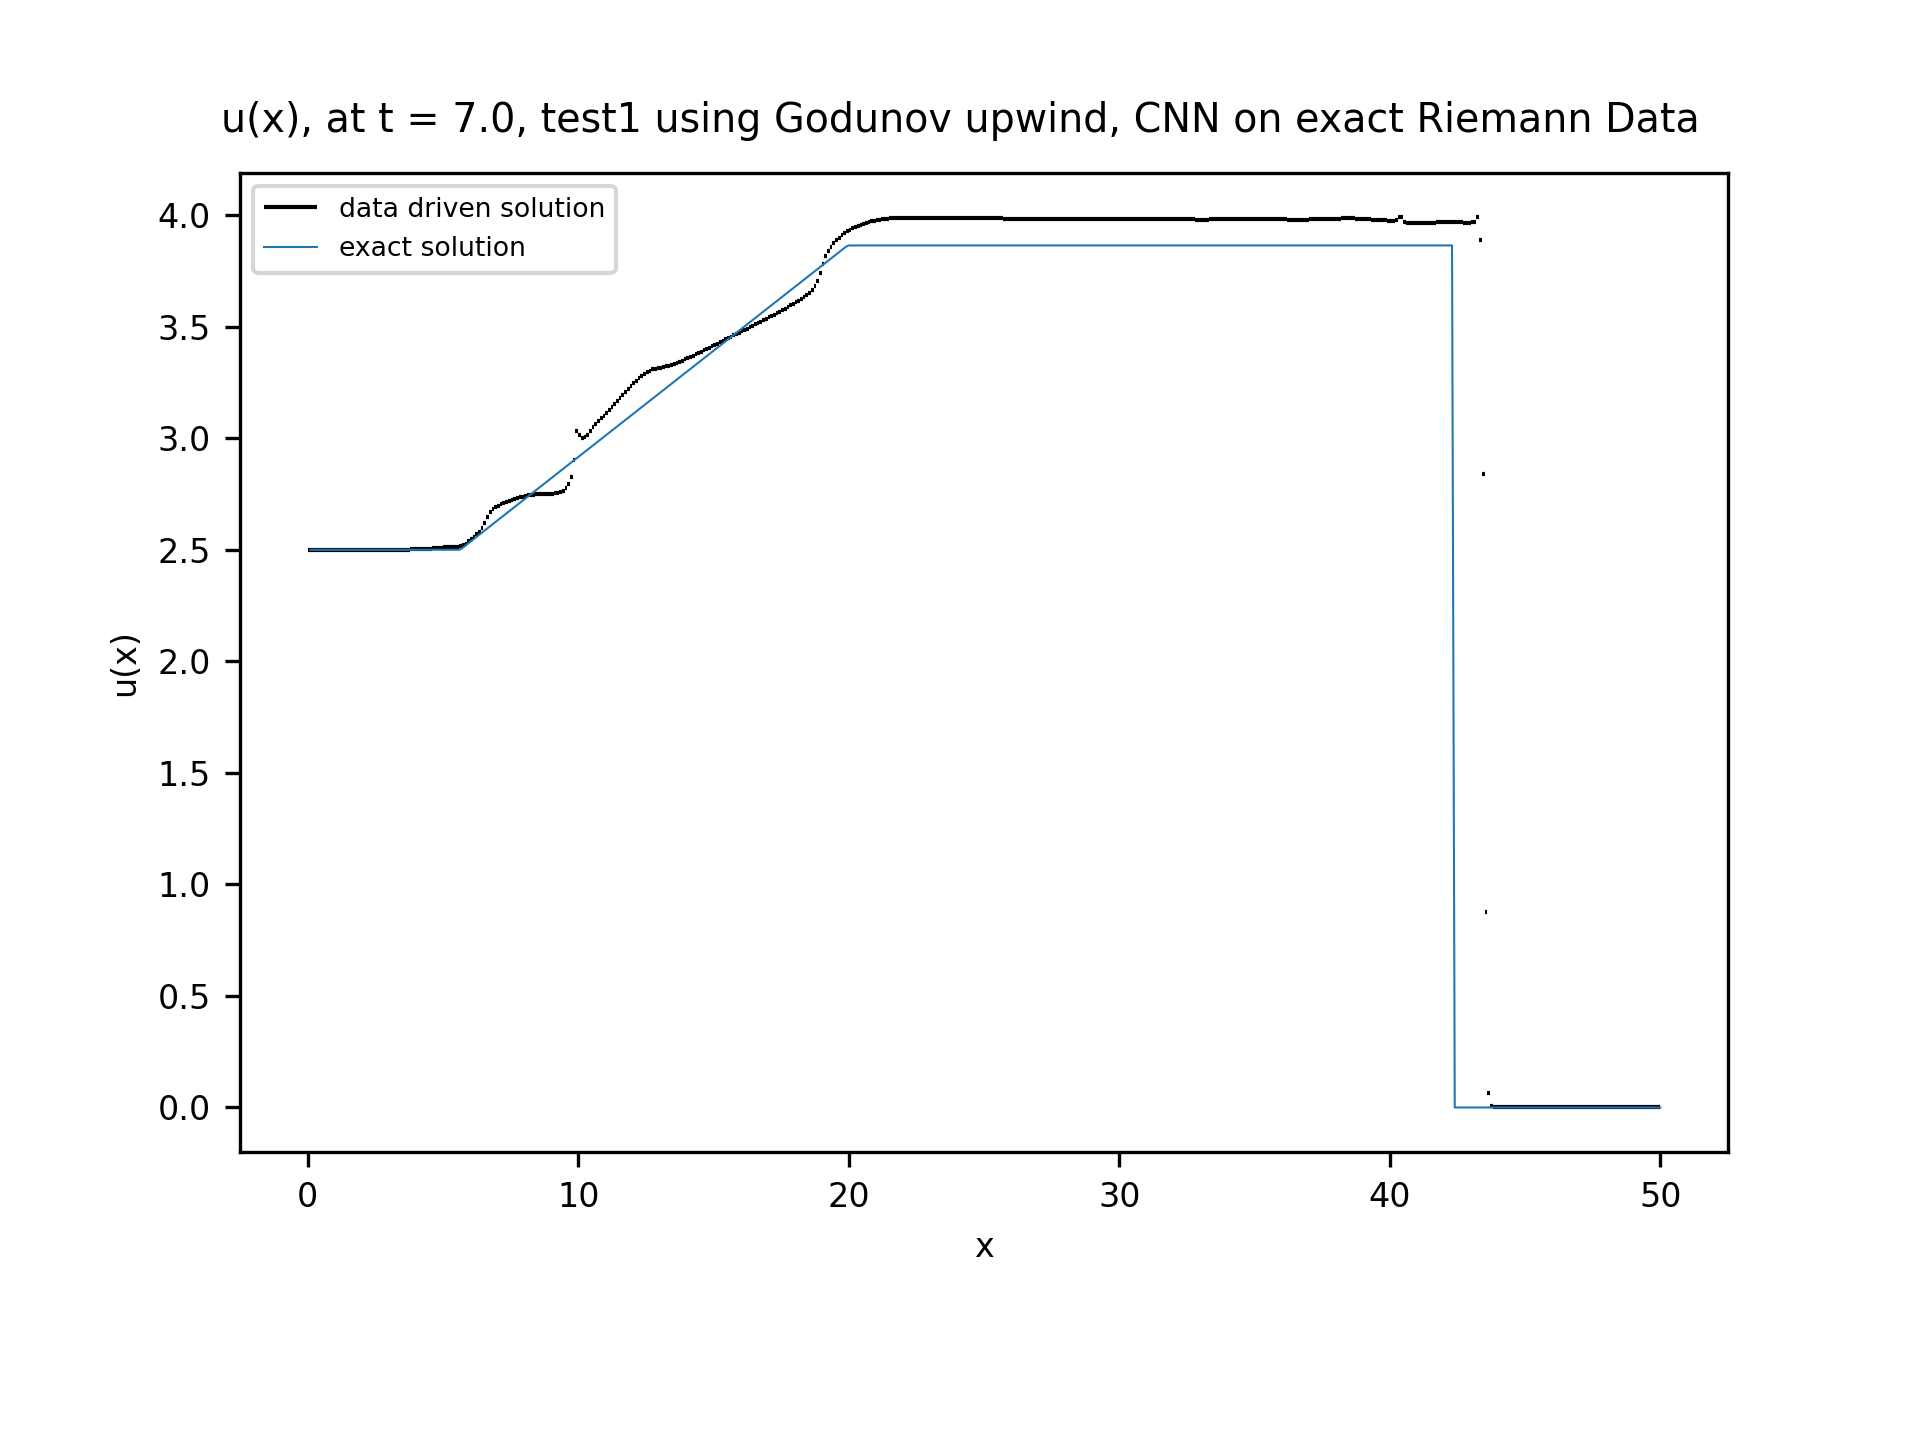 u(x), at t = 7.0, test1 using Godunov upwind, CNN on exact Riemann Data
data driven solution
exact solution
4.0
3.5
3.0
2.5
2.0
1.5
1.0
0.5
0.0
u(x)
0 10 20 30 40 50
x